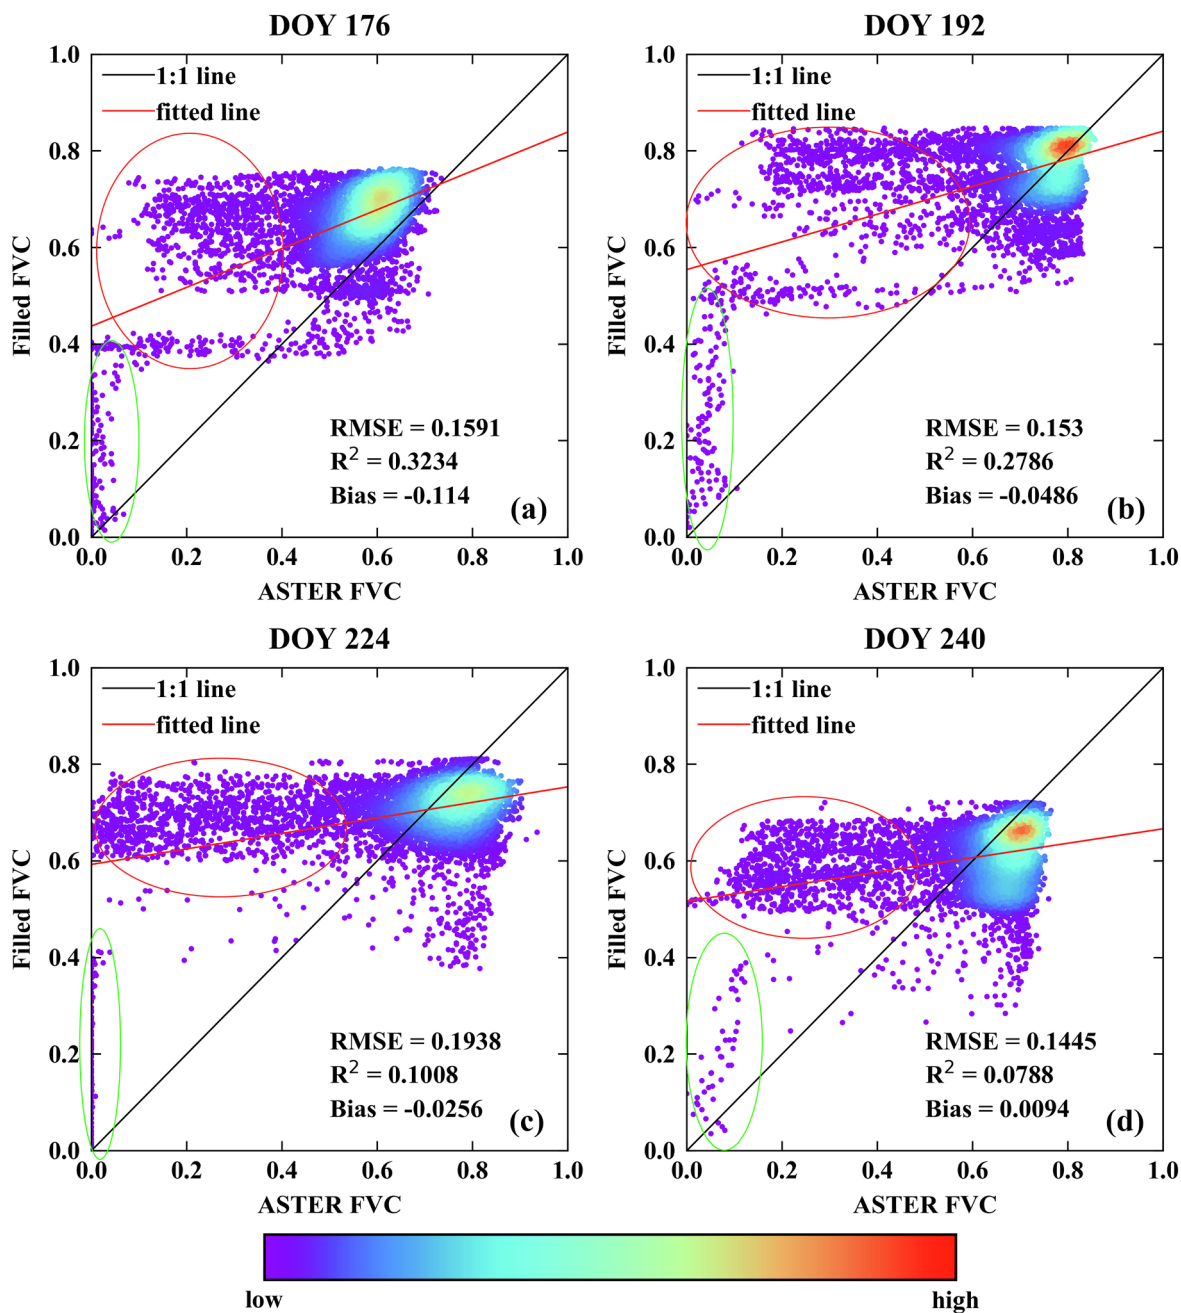 DOY 176
1.0
0.8
0.6
0.4
0.2
0.0
1:1 line
fitted line
RMSE = 0.1591
R² = 0.3234
Bias = -0.114
(a)
0.0 0.2 0.4 0.6 0.8 1.0
ASTER FVC
Filled FVC
DOY 192
1.0
0.8
0.6
0.4
0.2
0.0
1:1 line
fitted line
RMSE = 0.153
R² = 0.2786
Bias = -0.0486
(b)
0.0 0.2 0.4 0.6 0.8 1.0
ASTER FVC
Filled FVC
DOY 224
1.0
0.8
0.6
0.4
0.2
0.0
1:1 line
fitted line
RMSE = 0.1938
R² = 0.1008
Bias = -0.0256
(c)
0.0 0.2 0.4 0.6 0.8 1.0
ASTER FVC
Filled FVC
DOY 240
1.0
0.8
0.6
0.4
0.2
0.0
1:1 line
fitted line
RMSE = 0.1445
R² = 0.0788
Bias = 0.0094
(d)
0.0 0.2 0.4 0.6 0.8 1.0
ASTER FVC
Filled FVC
low high